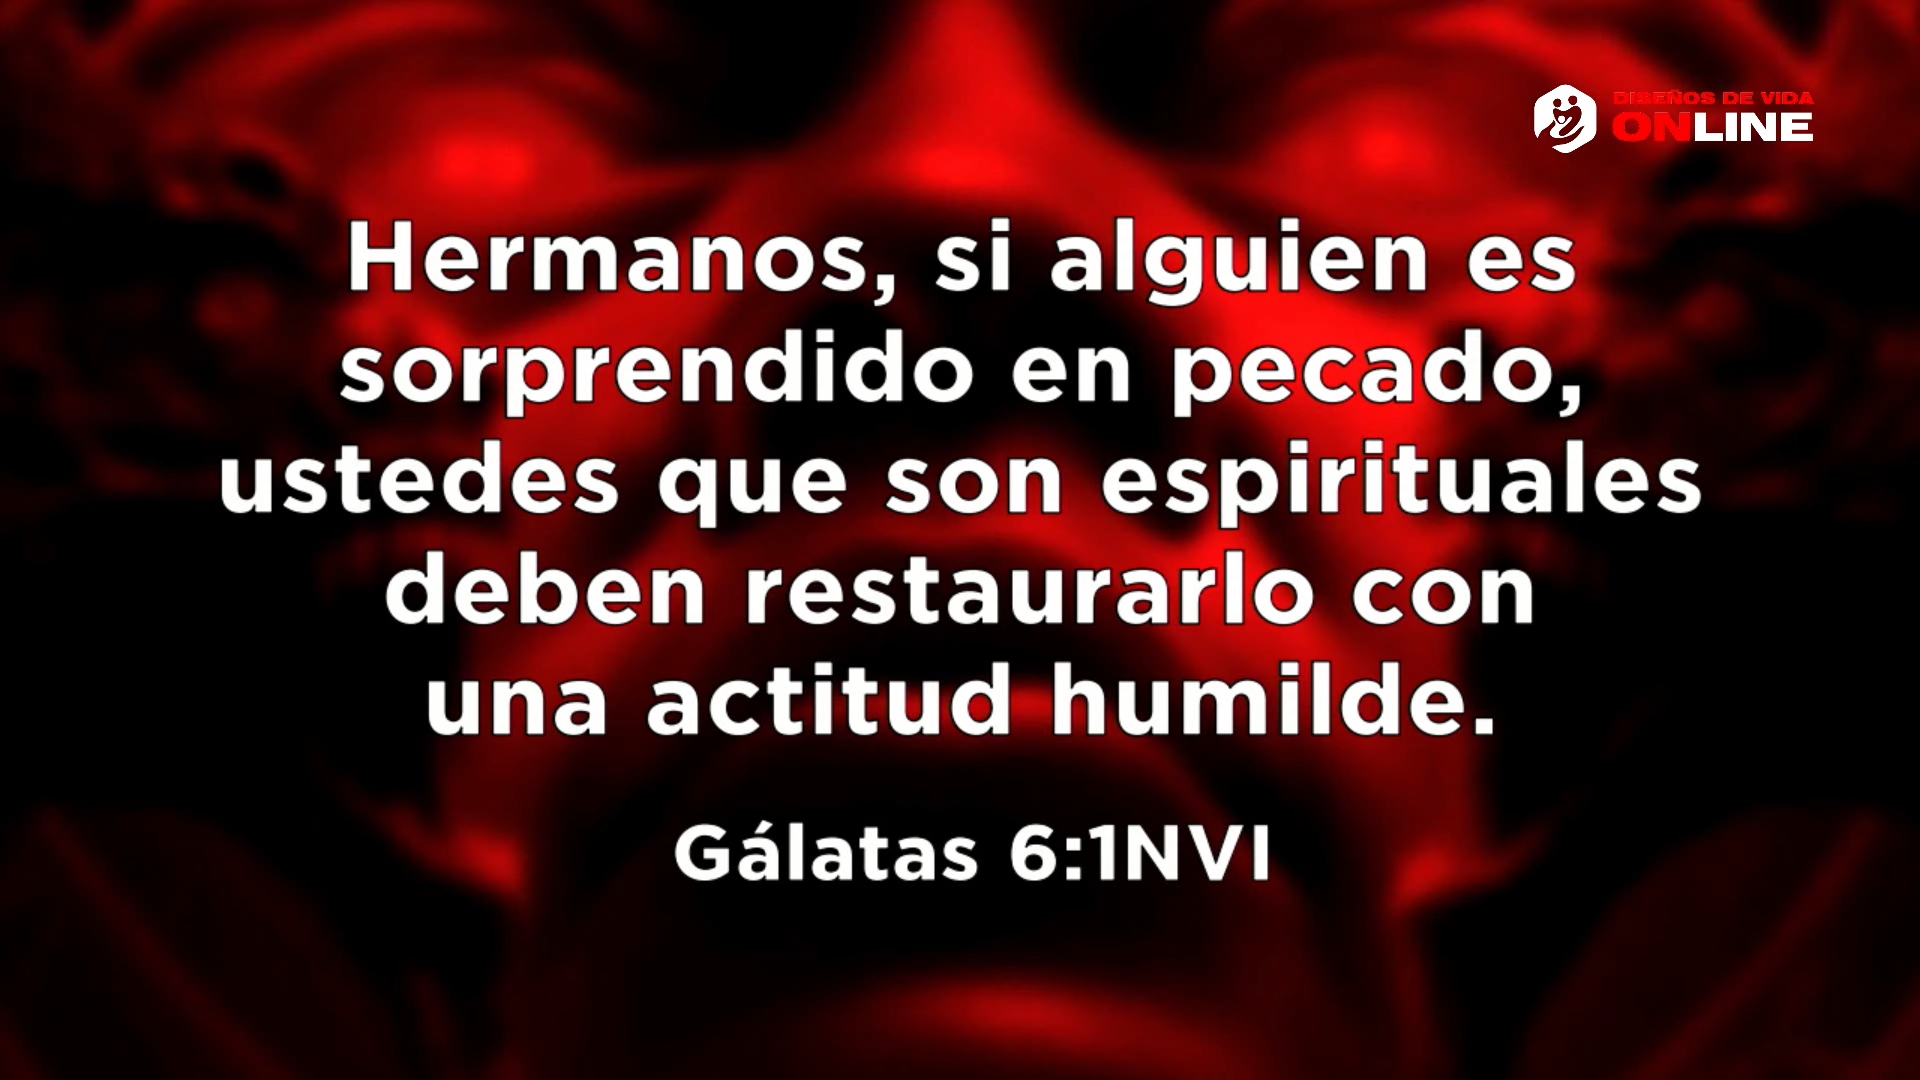 DISEÑOS DE VIDA
ONLINE
Hermanos, si alguien es
sorprendido en pecado,
ustedes que son espirituales
deben restaurarlo con
una actitud humilde.
Gálatas 6:1NVI